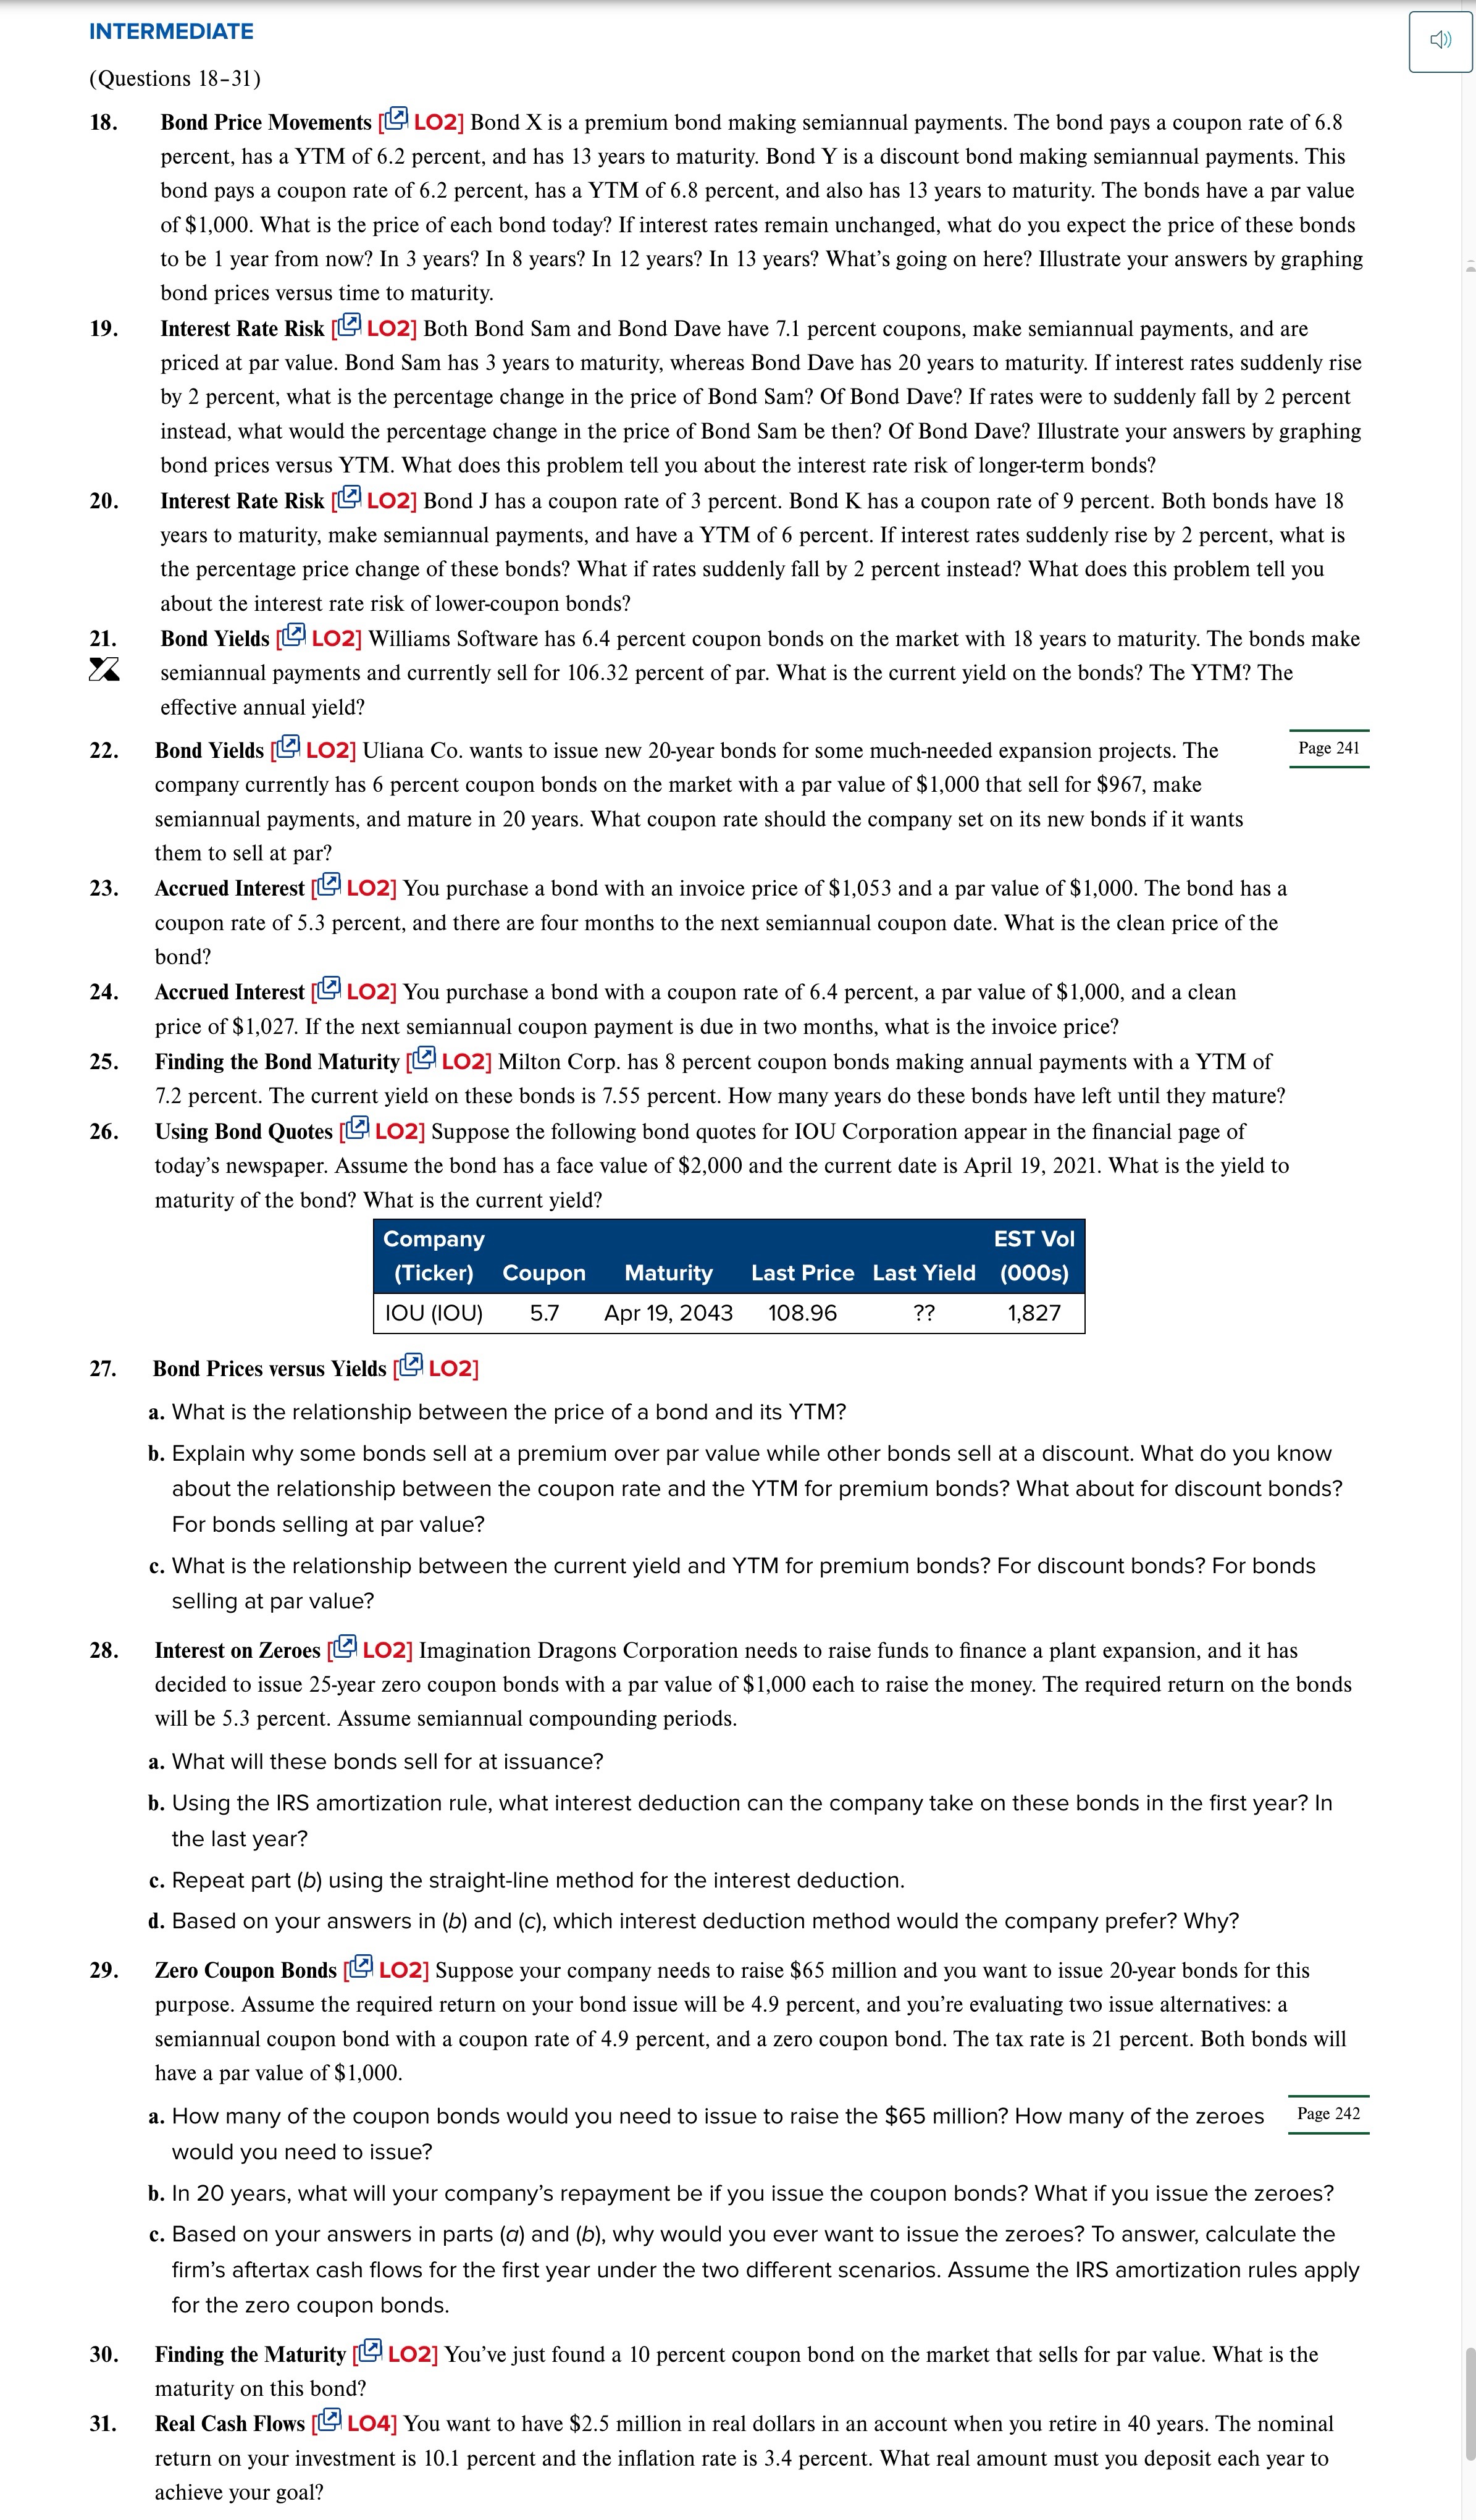 INTERMEDIATE
(Questions 18–31)
18. Bond Price Movements [LO2] Bond X is a premium bond making semiannual payments. The bond pays a coupon rate of 6.8
percent, has a YTM of 6.2 percent, and has 13 years to maturity. Bond Y is a discount bond making semiannual payments. This
bond pays a coupon rate of 6.2 percent, has a YTM of 6.8 percent, and also has 13 years to maturity. The bonds have a par value
of $1,000. What is the price of each bond today? If interest rates remain unchanged, what do you expect the price of these bonds
to be 1 year from now? In 3 years? In 8 years? In 12 years? In 13 years? What’s going on here? Illustrate your answers by graphing
bond prices versus time to maturity.
19. Interest Rate Risk [LO2] Both Bond Sam and Bond Dave have 7.1 percent coupons, make semiannual payments, and are
priced at par value. Bond Sam has 3 years to maturity, whereas Bond Dave has 20 years to maturity. If interest rates suddenly rise
by 2 percent, what is the percentage change in the price of Bond Sam? Of Bond Dave? If rates were to suddenly fall by 2 percent
instead, what would the percentage change in the price of Bond Sam be then? Of Bond Dave? Illustrate your answers by graphing
bond prices versus YTM. What does this problem tell you about the interest rate risk of longer-term bonds?
20. Interest Rate Risk [LO2] Bond J has a coupon rate of 3 percent. Bond K has a coupon rate of 9 percent. Both bonds have 18
years to maturity, make semiannual payments, and have a YTM of 6 percent. If interest rates suddenly rise by 2 percent, what is
the percentage price change of these bonds? What if rates suddenly fall by 2 percent instead? What does this problem tell you
about the interest rate risk of lower-coupon bonds?
21. Bond Yields [LO2] Williams Software has 6.4 percent coupon bonds on the market with 18 years to maturity. The bonds make
semiannual payments and currently sell for 106.32 percent of par. What is the current yield on the bonds? The YTM? The
effective annual yield?
22. Bond Yields [LO2] Uliana Co. wants to issue new 20-year bonds for some much-needed expansion projects. The
Page 241
company currently has 6 percent coupon bonds on the market with a par value of $1,000 that sell for $967, make
semiannual payments, and mature in 20 years. What coupon rate should the company set on its new bonds if it wants
them to sell at par?
23. Accrued Interest [LO2] You purchase a bond with an invoice price of $1,053 and a par value of $1,000. The bond has a
coupon rate of 5.3 percent, and there are four months to the next semiannual coupon date. What is the clean price of the
bond?
24. Accrued Interest [LO2] You purchase a bond with a coupon rate of 6.4 percent, a par value of $1,000, and a clean
price of $1,027. If the next semiannual coupon payment is due in two months, what is the invoice price?
25. Finding the Bond Maturity [LO2] Milton Corp. has 8 percent coupon bonds making annual payments with a YTM of
7.2 percent. The current yield on these bonds is 7.55 percent. How many years do these bonds have left until they mature?
26. Using Bond Quotes [LO2] Suppose the following bond quotes for IOU Corporation appear in the financial page of
today’s newspaper. Assume the bond has a face value of $2,000 and the current date is April 19, 2021. What is the yield to
maturity of the bond? What is the current yield?
Company EST Vol
(Ticker) Coupon Maturity Last Price Last Yield (000s)
IOU (IOU) 5.7 Apr 19, 2043 108.96 ?? 1,827
27. Bond Prices versus Yields [LO2]
a. What is the relationship between the price of a bond and its YTM?
b. Explain why some bonds sell at a premium over par value while other bonds sell at a discount. What do you know
about the relationship between the coupon rate and the YTM for premium bonds? What about for discount bonds?
For bonds selling at par value?
c. What is the relationship between the current yield and YTM for premium bonds? For discount bonds? For bonds
selling at par value?
28. Interest on Zeroes [LO2] Imagination Dragons Corporation needs to raise funds to finance a plant expansion, and it has
decided to issue 25-year zero coupon bonds with a par value of $1,000 each to raise the money. The required return on the bonds
will be 5.3 percent. Assume semiannual compounding periods.
a. What will these bonds sell for at issuance?
b. Using the IRS amortization rule, what interest deduction can the company take on these bonds in the first year? In
the last year?
c. Repeat part (b) using the straight-line method for the interest deduction.
d. Based on your answers in (b) and (c), which interest deduction method would the company prefer? Why?
29. Zero Coupon Bonds [LO2] Suppose your company needs to raise $65 million and you want to issue 20-year bonds for this
purpose. Assume the required return on your bond issue will be 4.9 percent, and you’re evaluating two issue alternatives: a
semiannual coupon bond with a coupon rate of 4.9 percent, and a zero coupon bond. The tax rate is 21 percent. Both bonds will
have a par value of $1,000.
a. How many of the coupon bonds would you need to issue to raise the $65 million? How many of the zeroes
Page 242
would you need to issue?
b. In 20 years, what will your company’s repayment be if you issue the coupon bonds? What if you issue the zeroes?
c. Based on your answers in parts (a) and (b), why would you ever want to issue the zeroes? To answer, calculate the
firm’s aftertax cash flows for the first year under the two different scenarios. Assume the IRS amortization rules apply
for the zero coupon bonds.
30. Finding the Maturity [LO2] You’ve just found a 10 percent coupon bond on the market that sells for par value. What is the
maturity on this bond?
31. Real Cash Flows [LO4] You want to have $2.5 million in real dollars in an account when you retire in 40 years. The nominal
return on your investment is 10.1 percent and the inflation rate is 3.4 percent. What real amount must you deposit each year to
achieve your goal?